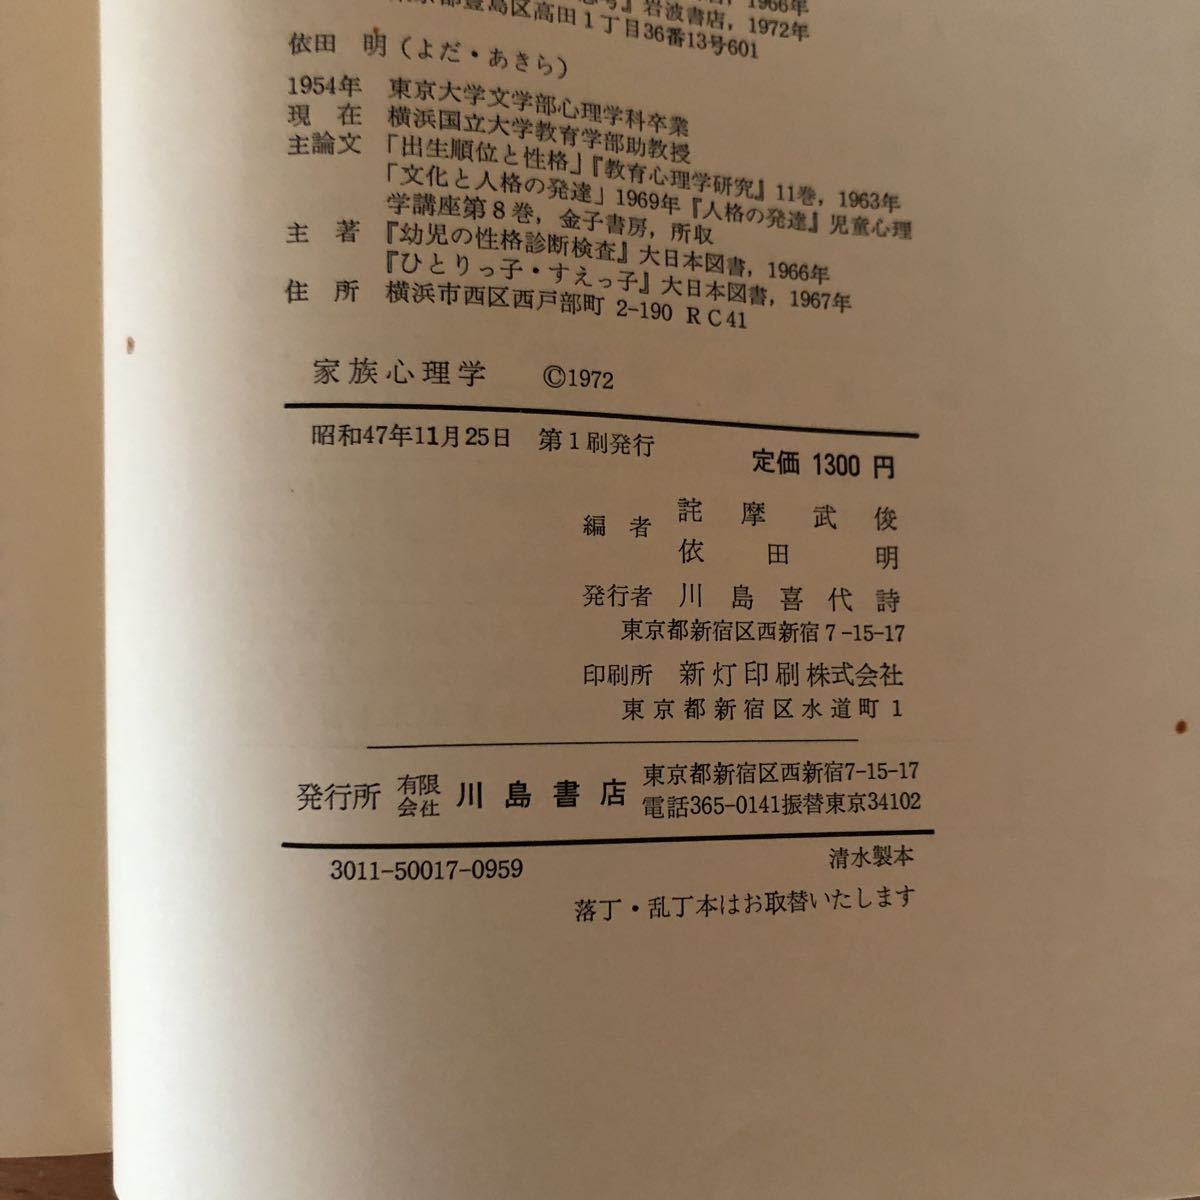 思考』岩波書店，1972年
東京都豊島区高田1丁目36番13号601
依田　明（よだ・あきら）
1954年　東京大学文学部心理学科卒業
現　在　横浜国立大学教育学部助教授
主論文　「出生順位と性格」『教育心理学研究』11巻，1963年
「文化と人格の発達」1969年『人格の発達』児童心理
学講座第8巻，金子書房，所収
主　著　『幼児の性格診断検査』大日本図書，1966年
『ひとりっ子・すえっ子』大日本図書，1967年
住　所　横浜市西区西戸部町 2-190 RC41
家族心理学　©1972
昭和47年11月25日　第1刷発行
定価 1300 円
編　者　詫　摩　武　俊
依　田　明
発行者　川　島　喜　代　詩
東京都新宿区西新宿7-15-17
印刷所　新灯印刷株式会社
東京都新宿区水道町1
発行所　有限会社　川島書店　東京都新宿区西新宿7-15-17
電話365-0141振替東京34102
3011-50017-0959
清水製本
落丁・乱丁本はお取替いたします